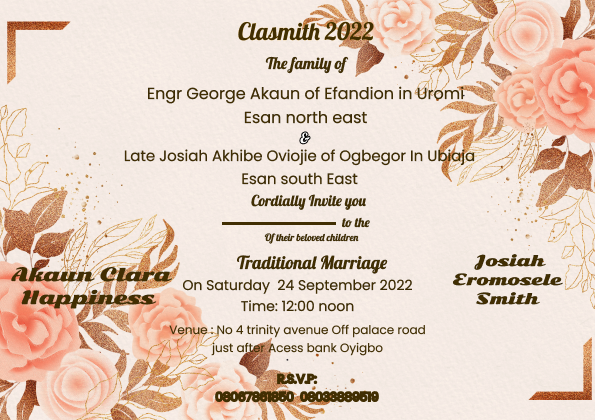 Clasmith 2022
The family of
Engr George Akaun of Efandion in Uromi
Esan north east
&
Late Josiah Akhibe Oviojie of Ogbegor In Ubiaja
Esan south East
Cordially Invite you
to the
Of their beloved children
Traditional Marriage
Akaun Clara
Happiness
Josiah
Eromosele
Smith
On Saturday 24 September 2022
Time: 12:00 noon
Venue : No 4 trinity avenue Off palace road
just after Acess bank Oyigbo
R.S.V.P: